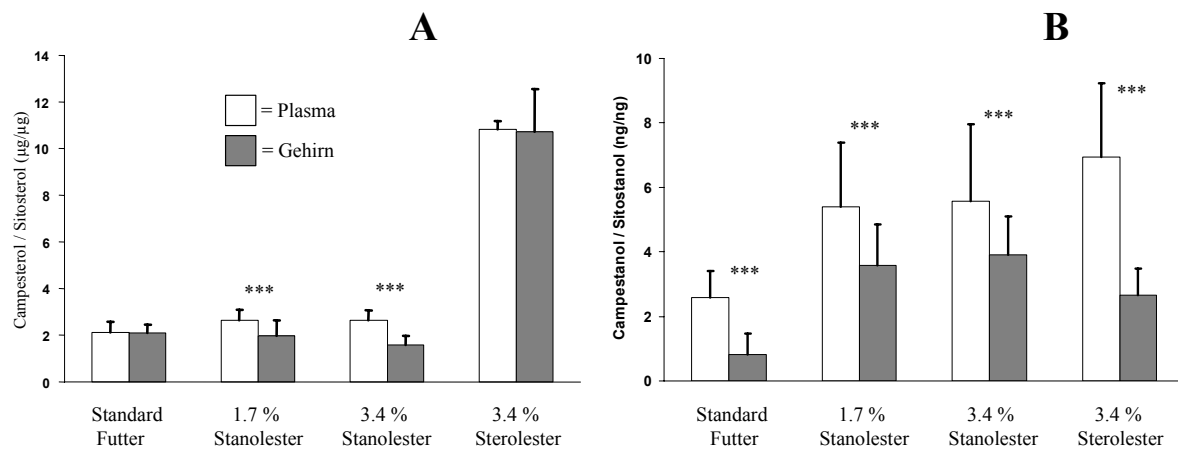 A
Campesterol / Sitosterol (µg/µg)
14
12
10
8
6
4
2
0
= Plasma
= Gehirn
***
***
Standard
Futter
1.7 %
Stanolester
3.4 %
Stanolester
3.4 %
Sterolester
B
Campestanol / Sitostanol (ng/ng)
10
8
6
4
2
0
***
***
***
***
Standard
Futter
1.7 %
Stanolester
3.4 %
Stanolester
3.4 %
Sterolester